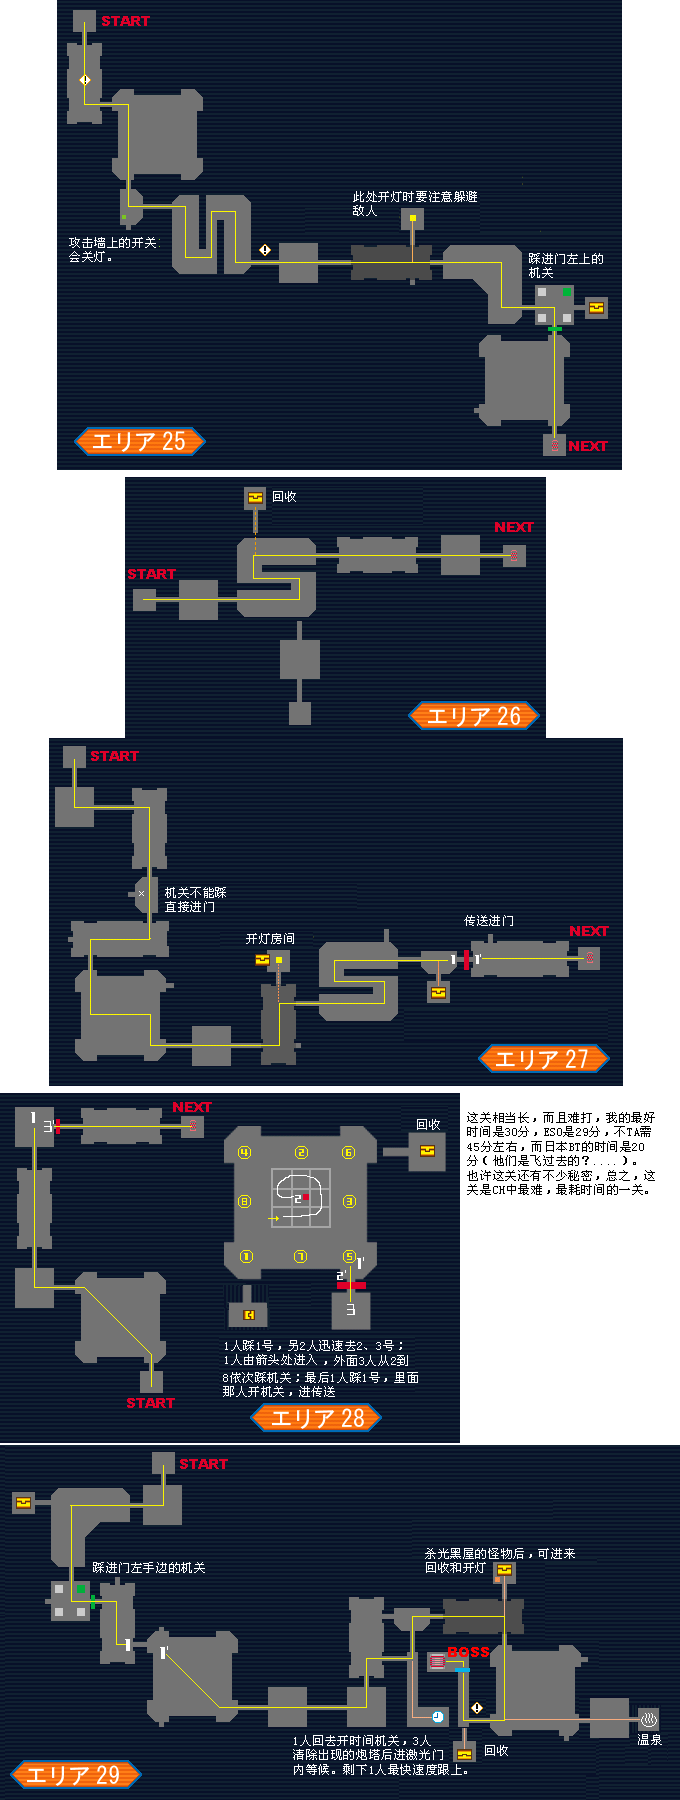 START
此处开灯时要注意躲避
敌人
攻击墙上的开关:
会关灯。
踩进门左上的
机关
エリア 25
NEXT
回收
NEXT
START
エリア 26
START
机关不能踩
直接进门
传送进门
开灯房间
NEXT
1
1'
エリア 27
NEXT
1
3'
回收
4
2
6
8
2
3
1
7
5
1'
2'
3
START
1人踩1号，另2人迅速去2、3号；
1人由箭头处进入，外面3人从2到
8依次踩机关；最后1人踩1号，里面
那人开机关，进传送
エリア 28
这关相当长，而且难打，我的最好
时间是30分，ESO是29分，不TA需
45分左右，而日本BT的时间是20
分（他们是飞过去的？....）。
也许这关还有不少秘密，总之，这
关是CH中最难，最耗时间的一关。
START
杀光黑屋的怪物后，可进来
回收和开灯
踩进门左手边的机关
1
1'
BOSS
1人回去开时间机关，3人
清除出现的炮塔后进激光门
内等候。剩下1人最快速度跟上。
回收
温泉
エリア 29